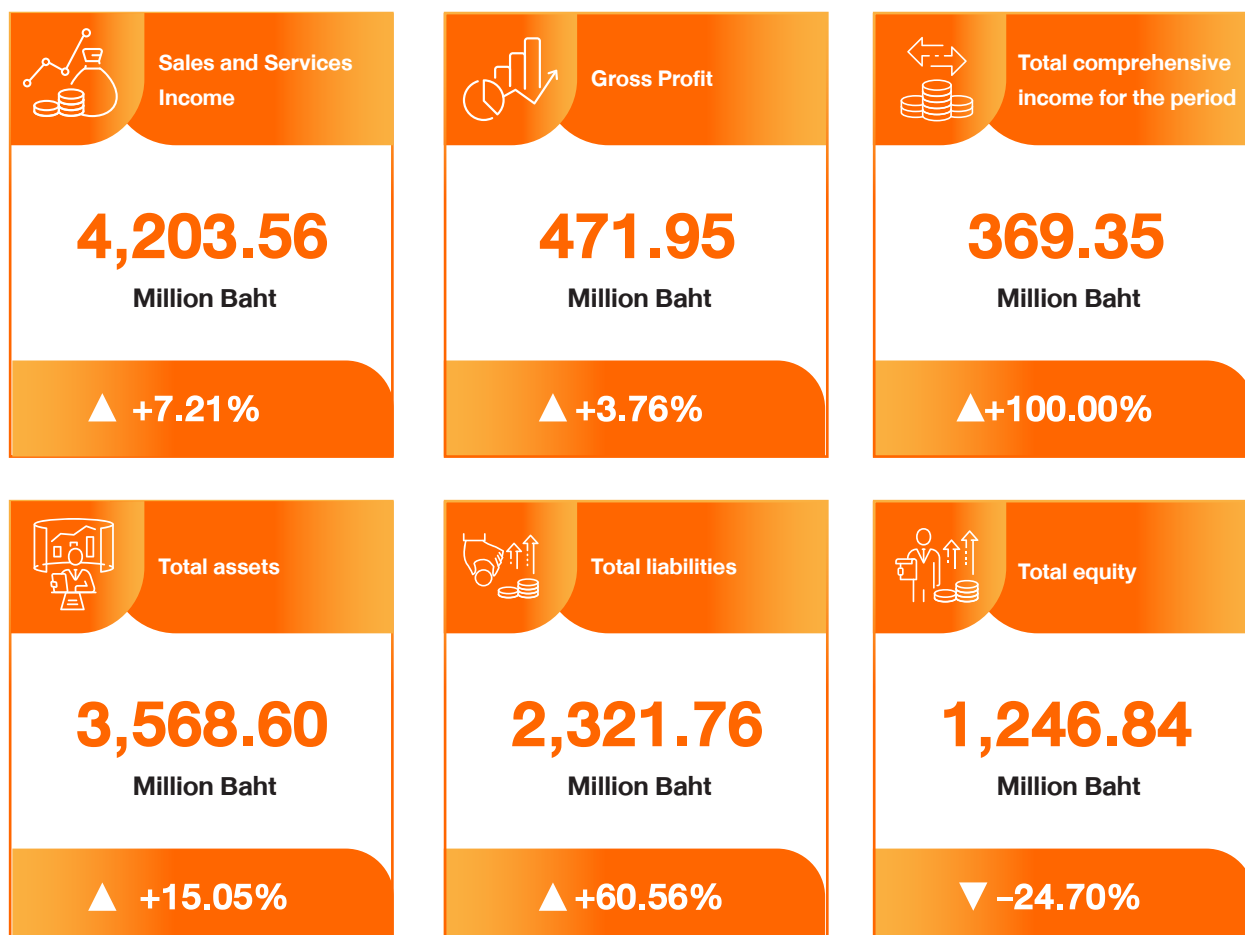 Sales and Services
Income
4,203.56
Million Baht
▲ +7.21%
Gross Profit
471.95
Million Baht
▲ +3.76%
Total comprehensive
income for the period
369.35
Million Baht
▲+100.00%
Total assets
3,568.60
Million Baht
▲ +15.05%
Total liabilities
2,321.76
Million Baht
▲ +60.56%
Total equity
1,246.84
Million Baht
▼ -24.70%